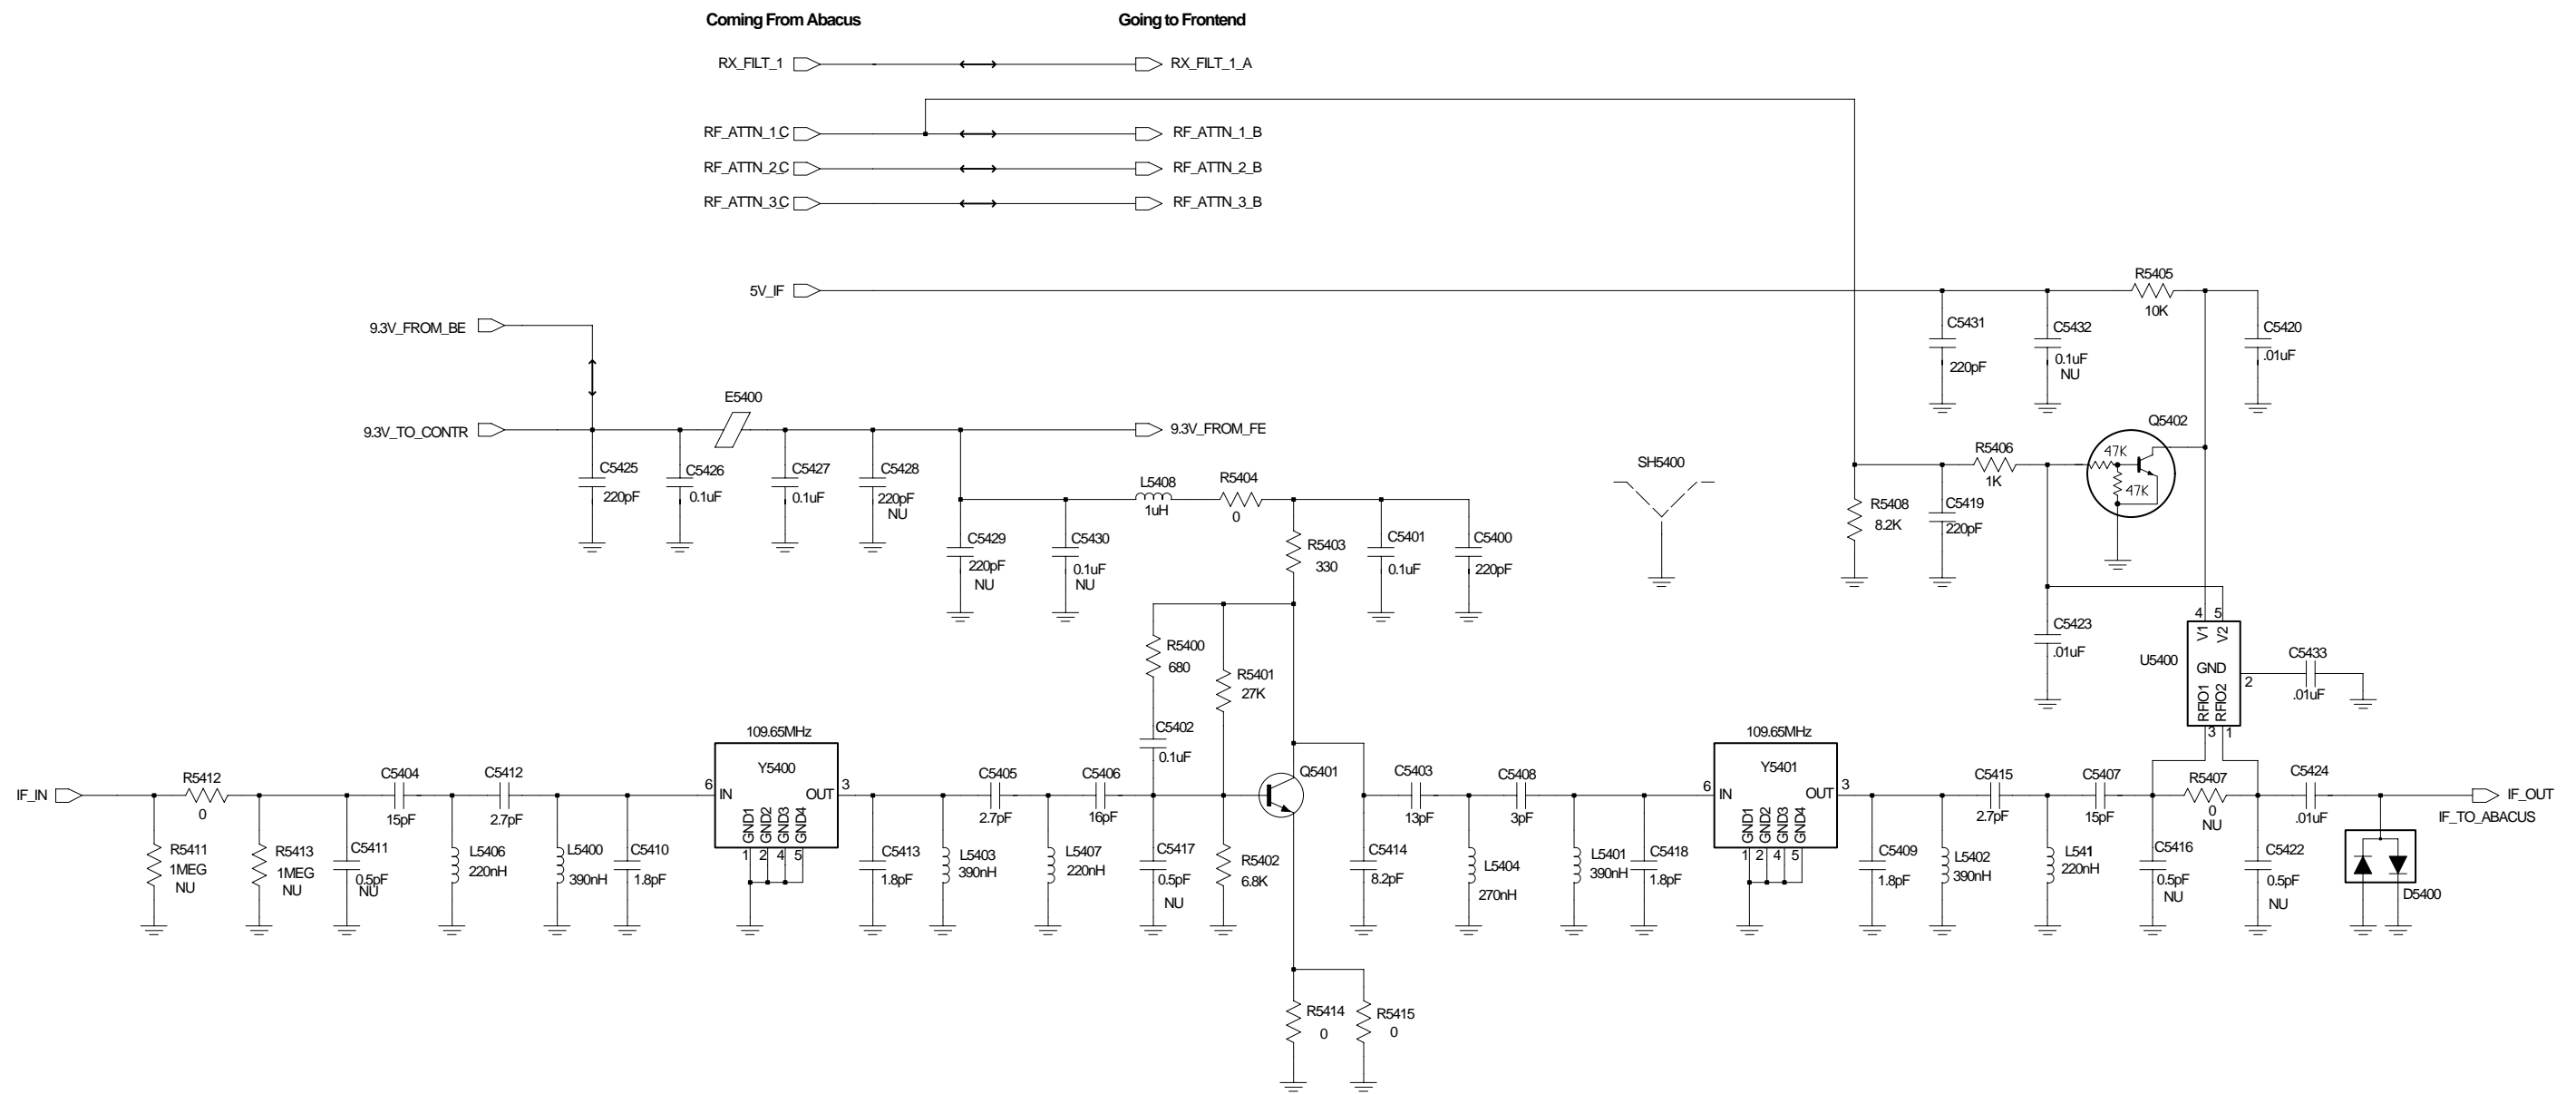 Coming From Abacus
Going to Frontend
RX_FILT_1
RX_FILT_1_A
RF_ATTN_1_C
RF_ATTN_1_B
RF_ATTN_2_C
RF_ATTN_2_B
RF_ATTN_3_C
RF_ATTN_3_B
5V_IF
R5405
10K
C5431
220pF
C5432
0.1uF
NU
C5420
.01uF
9.3V_FROM_BE
E5400
9.3V_TO_CONTR
9.3V_FROM_FE
C5425
220pF
C5426
0.1uF
C5427
0.1uF
C5428
220pF
NU
L5408
1uH
R5404
0
C5429
220pF
NU
C5430
0.1uF
NU
R5403
330
C5401
0.1uF
C5400
220pF
SH5400
Q5402
47K
47K
R5406
1K
R5408
8.2K
C5419
220pF
C5423
.01uF
4 5
V1
V2
U5400
GND
2
RFIO1
RFIO2
3 1
C5433
.01uF
R5400
680
R5401
27K
C5402
0.1uF
IF_IN
R5412
0
C5404
15pF
C5412
2.7pF
109.65MHz
Y5400
6
IN
OUT
3
GND1
GND2
GND3
GND4
1 2 4 5
C5405
2.7pF
C5406
16pF
Q5401
C5403
13pF
C5408
3pF
109.65MHz
Y5401
6
IN
OUT
3
GND1
GND2
GND3
GND4
1 2 4 5
C5415
2.7pF
C5407
15pF
R5407
0
NU
C5424
.01uF
IF_OUT
IF_TO_ABACUS
R5411
1MEG
NU
R5413
1MEG
NU
C5411
0.5pF
NU
L5406
220nH
L5400
390nH
C5410
1.8pF
C5413
1.8pF
L5403
390nH
L5407
220nH
C5417
0.5pF
NU
R5402
6.8K
C5414
8.2pF
L5404
270nH
L5401
390nH
C5418
1.8pF
C5409
1.8pF
L5402
390nH
L541
220nH
C5416
0.5pF
NU
C5422
0.5pF
NU
D5400
R5414
0
R5415
0